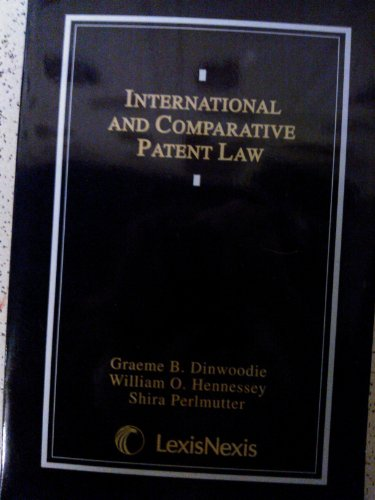 INTERNATIONAL
AND COMPARATIVE
PATENT LAW
Graeme B. Dinwoodie
William O. Hennessey
Shira Perlmutter
LexisNexis